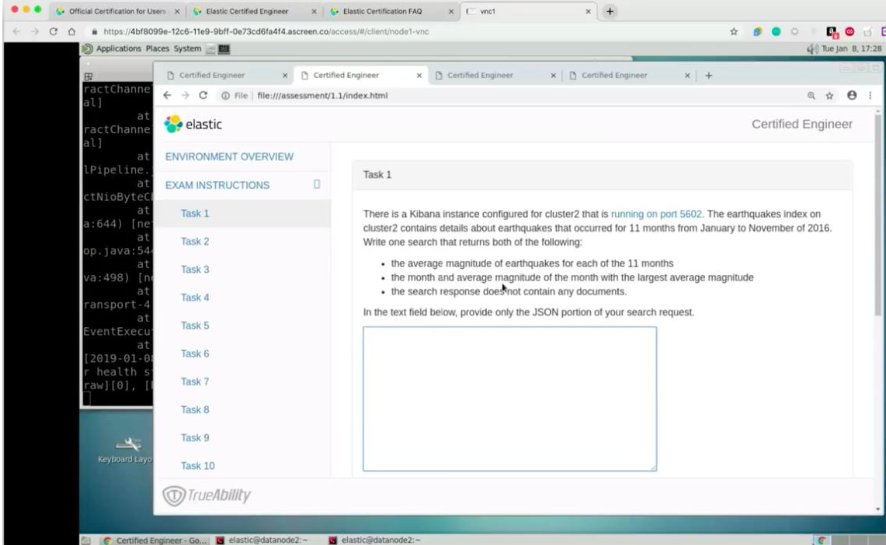 Official Certification for Users
Elastic Certified Engineer
Elastic Certification FAQ
vnc1
https://4bf8099e-12c6-11e9-9bff-0e73cd6fa4f4.ascreen.co/access/#/client/node1-vnc
Applications Places System
Tue Jan 8, 17:28
Certified Engineer
Certified Engineer
Certified Engineer
Certified Engineer
File
file:///assessment/1.1/index.html
ractChanne
al]
at
ractChanne
al]
at
lPipeline.
at
ctNioByteC
at
a:644) [ne
at
op.java:54
at
va:498) [n
at
ransport-4
at
EventExecu
at
[2019-01-0
r health s
raw][0], [
elastic
Certified Engineer
ENVIRONMENT OVERVIEW
EXAM INSTRUCTIONS
Task 1
Task 2
Task 3
Task 4
Task 5
Task 6
Task 7
Task 8
Task 9
Task 10
Task 1
There is a Kibana instance configured for cluster2 that is running on port 5602. The earthquakes index on
cluster2 contains details about earthquakes that occurred for 11 months from January to November of 2016.
Write one search that returns both of the following:
• the average magnitude of earthquakes for each of the 11 months
• the month and average magnitude of the month with the largest average magnitude
• the search response does not contain any documents.
In the text field below, provide only the JSON portion of your search request.
Keyboard Layo
TrueAbility
Certified Engineer - Go...
elastic@datanode2:~
elastic@datanode2:~